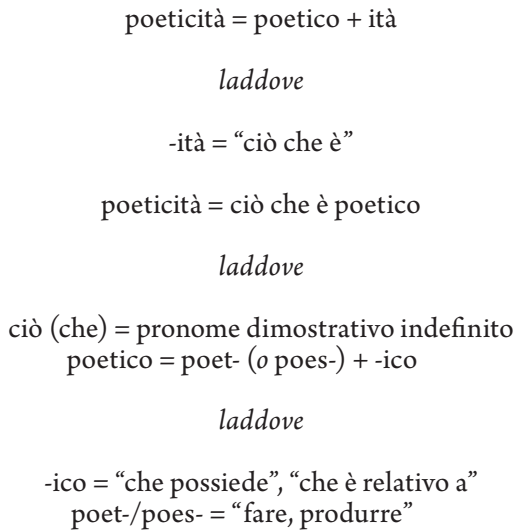 poeticità = poetico + ità
laddove
-ità = “ciò che è”
poeticità = ciò che è poetico
laddove
ciò (che) = pronome dimostrativo indefinito
poetico = poet- (o poes-) + -ico
laddove
-ico = “che possiede”, “che è relativo a”
poet-/poes- = “fare, produrre”